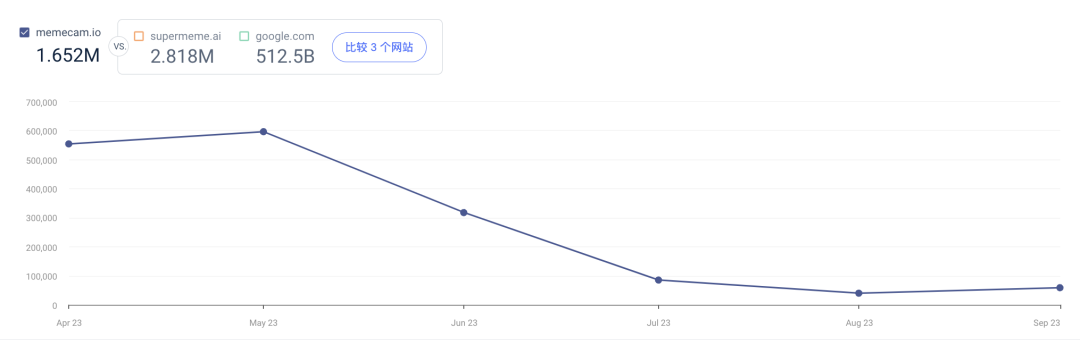 memecam.io
1.652M
VS.
supermeme.ai
2.818M
google.com
512.5B
比较 3 个网站
700,000
600,000
500,000
400,000
300,000
200,000
100,000
0
Apr 23
May 23
Jun 23
Jul 23
Aug 23
Sep 23